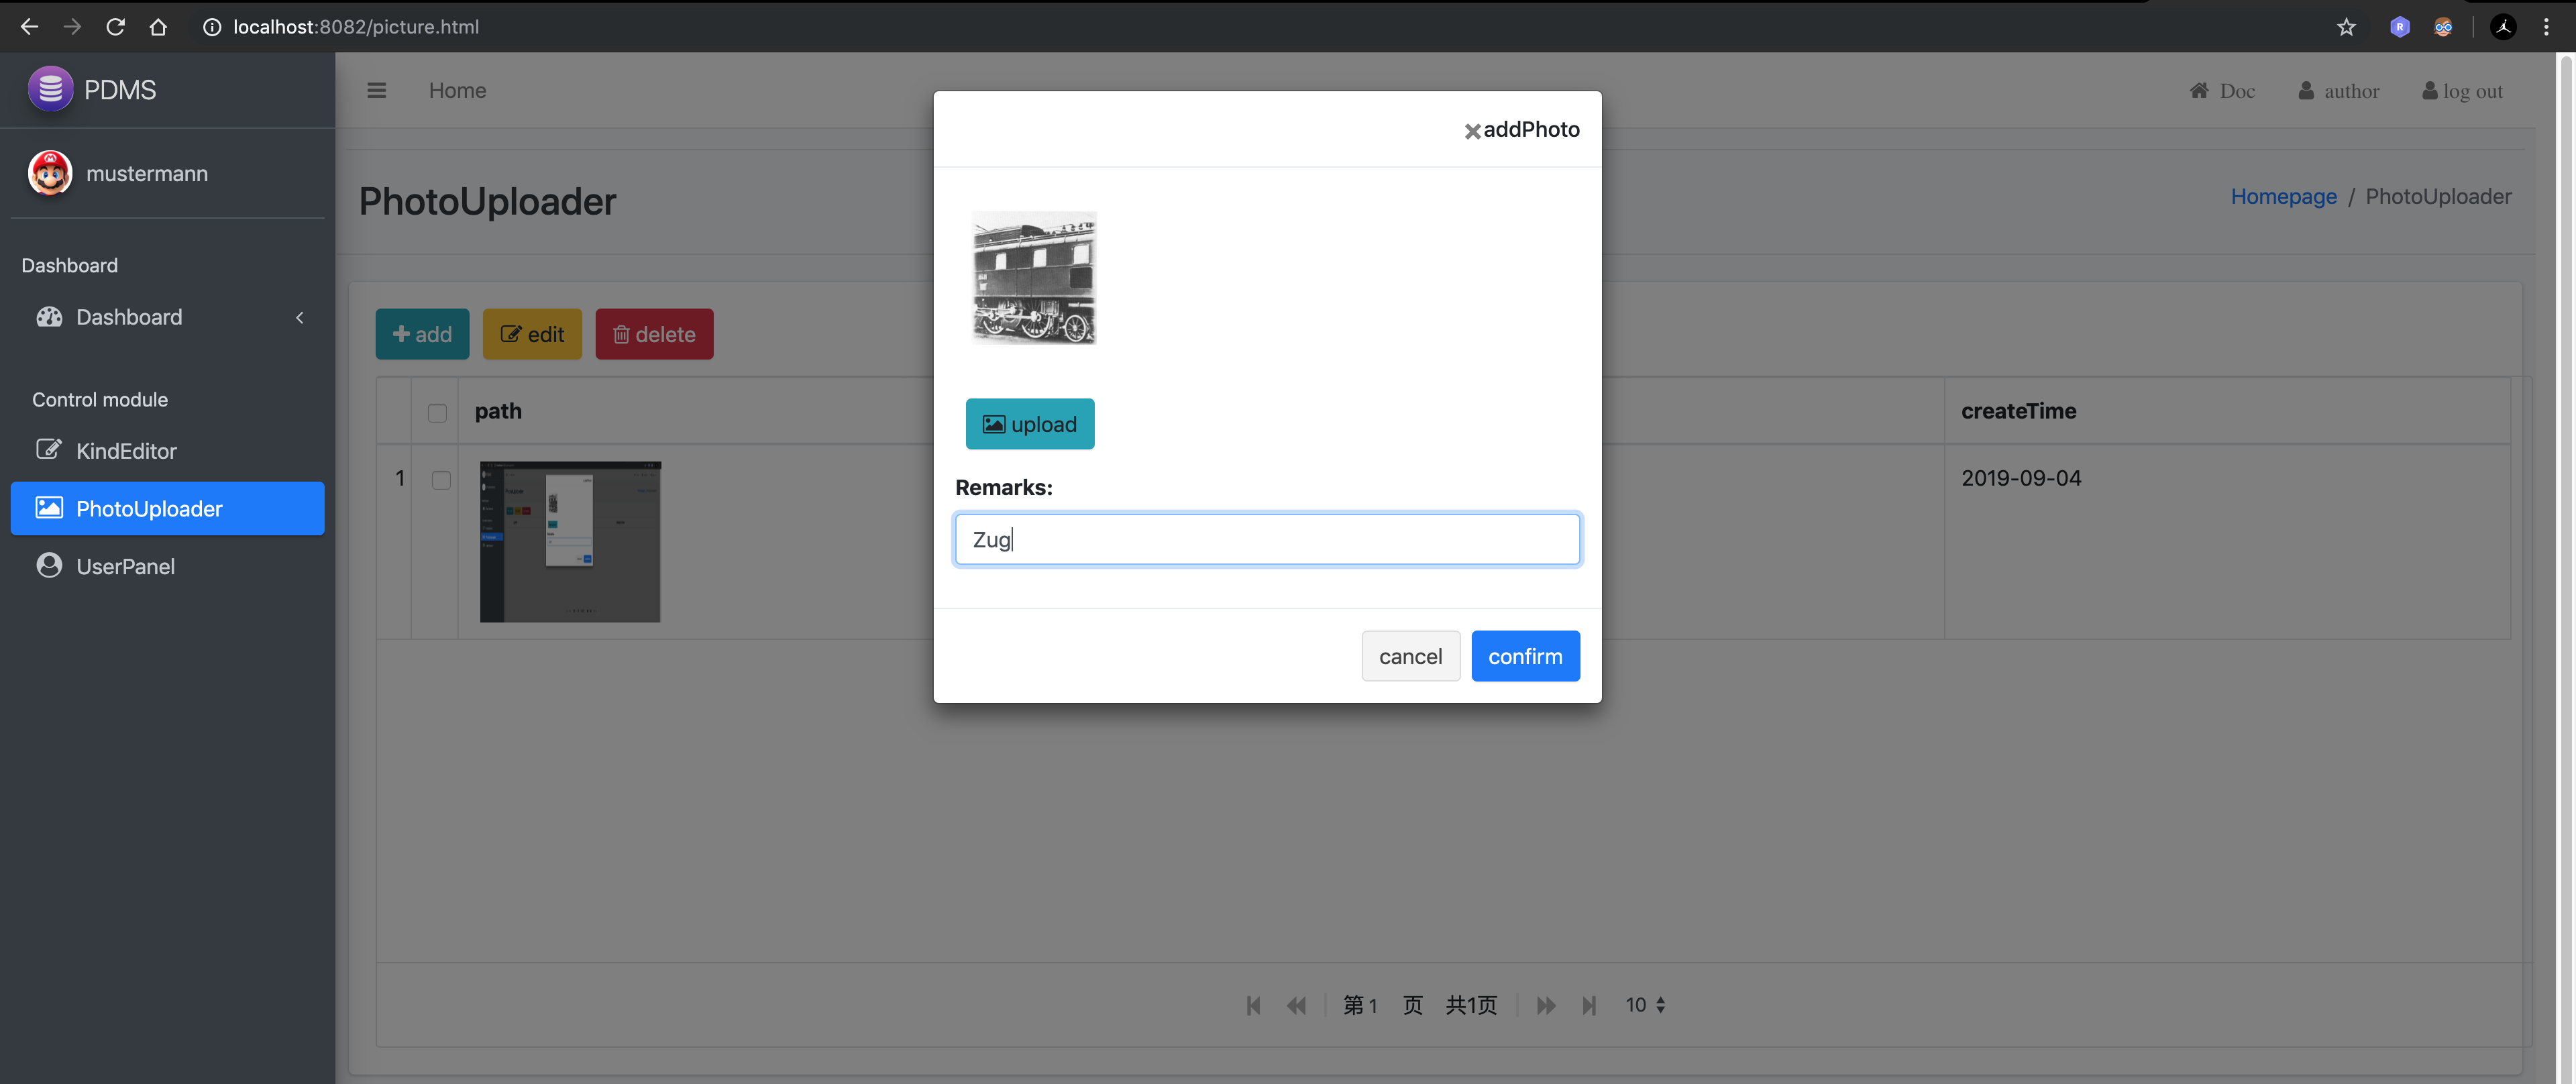 localhost:8082/picture.html
PDMS
mustermann
Dashboard
Dashboard
Control module
KindEditor
PhotoUploader
UserPanel
Home
Doc author log out
PhotoUploader
Homepage / PhotoUploader
add edit delete
path createTime
1 2019-09-04
addPhoto
upload
Remarks:
Zug
cancel confirm
第 1 页 共1页 10